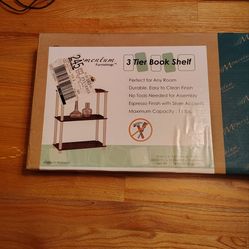 Momentum
Furnishings
3 Tier Book Shelf
Perfect for Any Room
Durable, Easy to Clean Finish
No Tools Needed for Assembly
Espresso Finish with Silver Accents
Maximum Capacity :